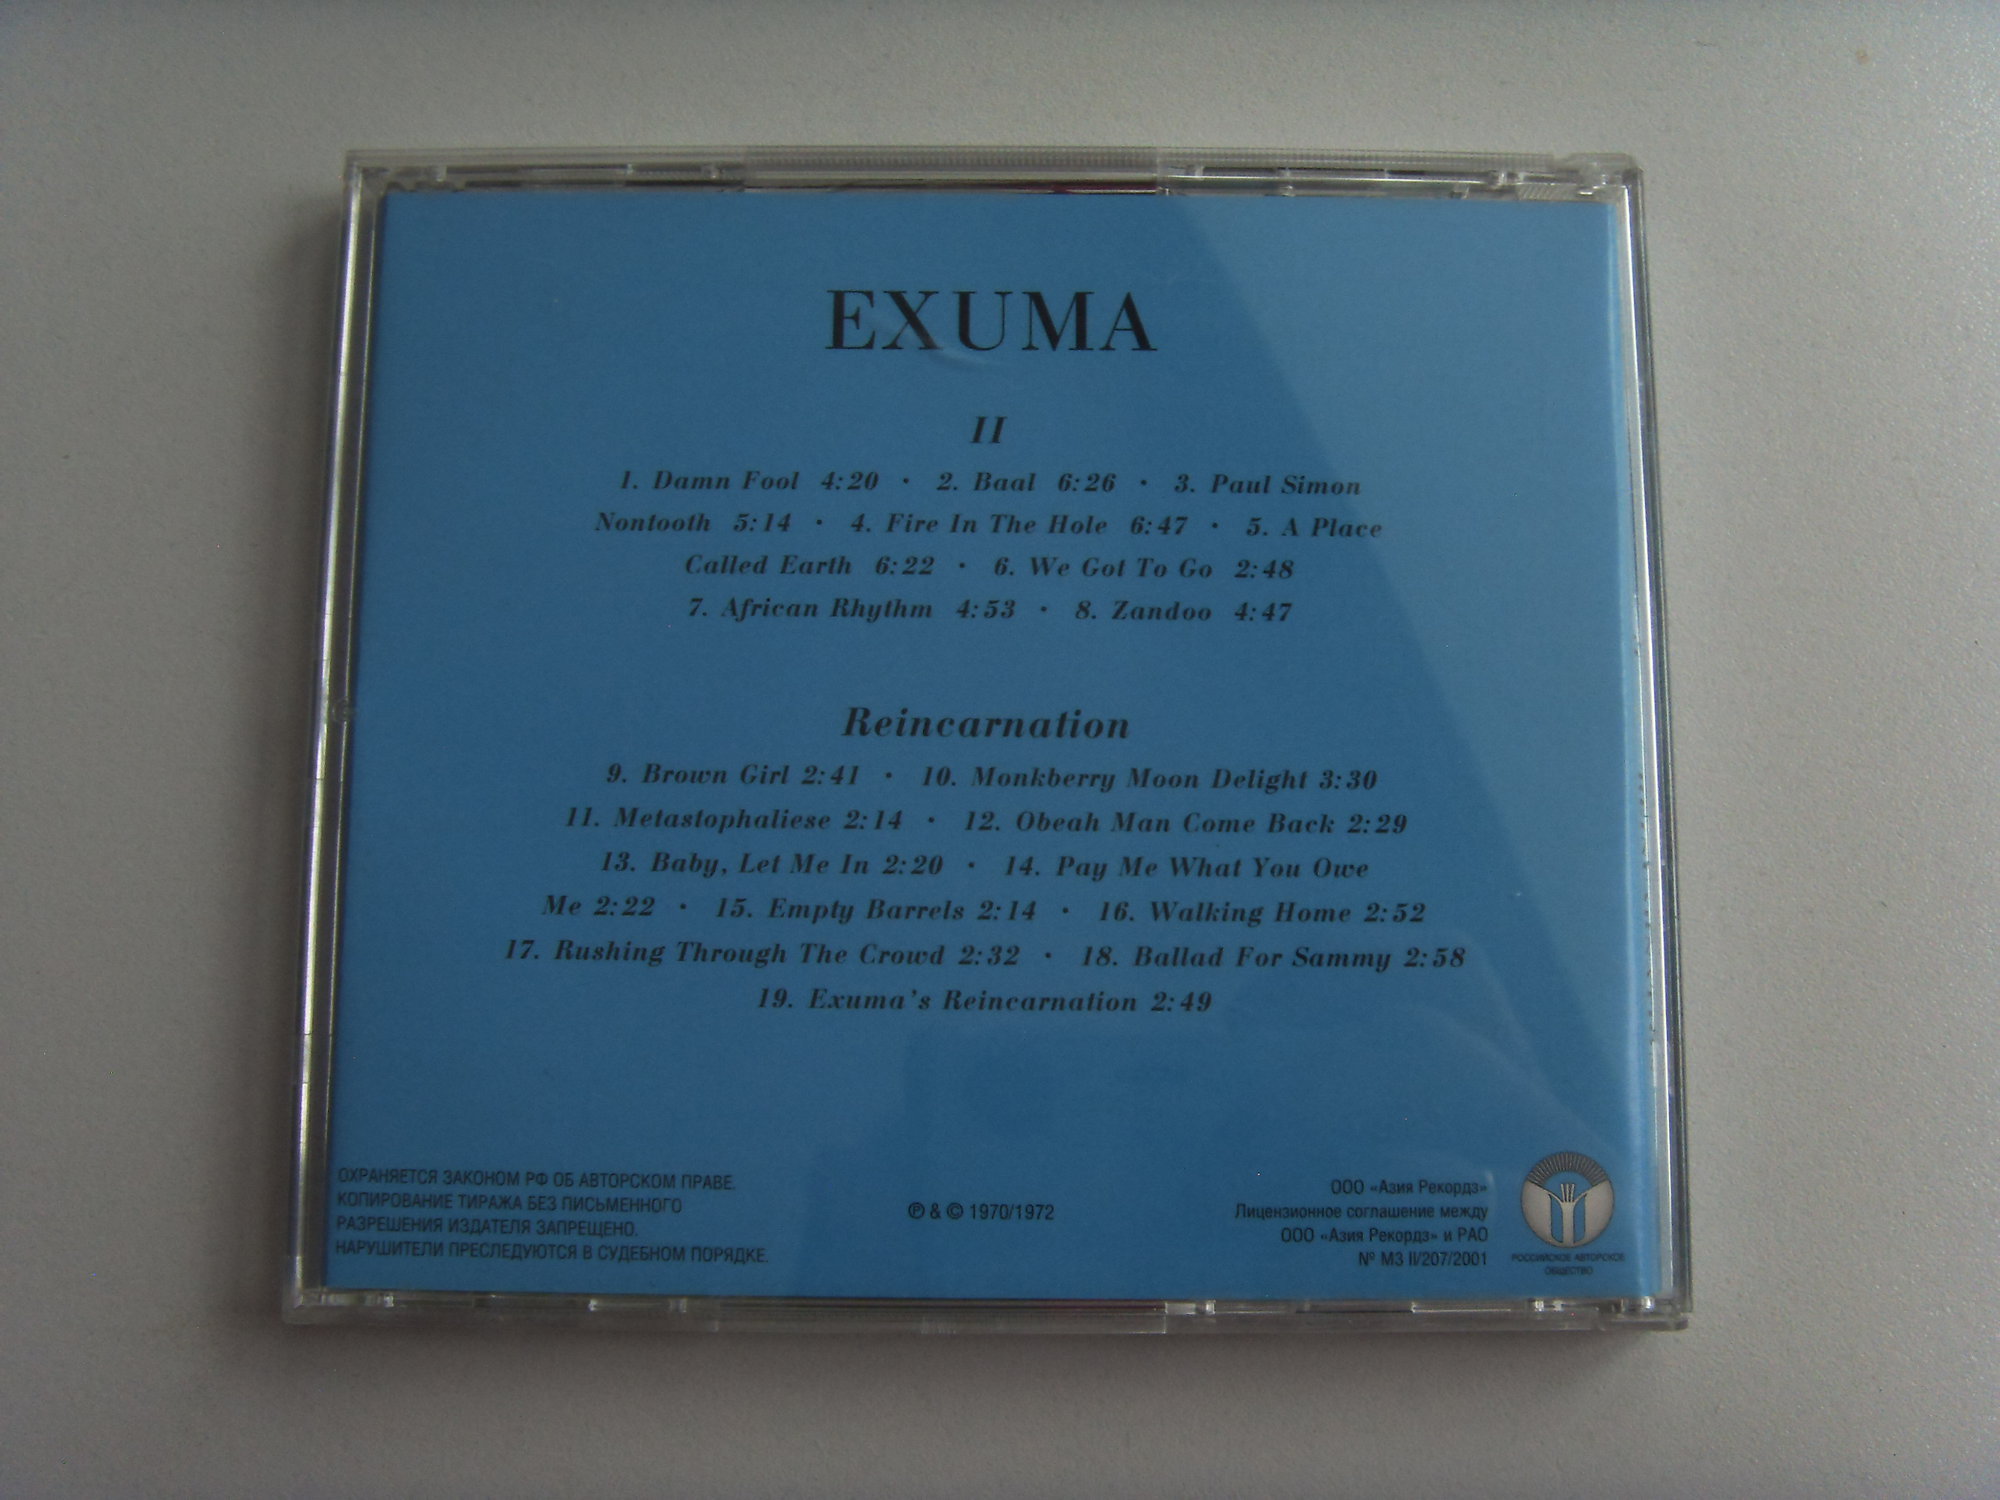 EXUMA
II
1. Damn Fool 4:20 • 2. Baal 6:26 • 3. Paul Simon
Nontooth 5:14 • 4. Fire In The Hole 6:47 • 5. A Place
Called Earth 6:22 • 6. We Got To Go 2:48
7. African Rhythm 4:53 • 8. Zandoo 4:47
Reincarnation
9. Brown Girl 2:41 • 10. Monkberry Moon Delight 3:30
11. Metastophaliese 2:14 • 12. Obeah Man Come Back 2:29
13. Baby, Let Me In 2:20 • 14. Pay Me What You Owe
Me 2:22 • 15. Empty Barrels 2:14 • 16. Walking Home 2:52
17. Rushing Through The Crowd 2:32 • 18. Ballad For Sammy 2:58
19. Exuma's Reincarnation 2:49
ОХРАНЯЕТСЯ ЗАКОНОМ РФ ОБ АВТОРСКОМ ПРАВЕ.
КОПИРОВАНИЕ ТИРАЖА БЕЗ ПИСЬМЕННОГО
РАЗРЕШЕНИЯ ИЗДАТЕЛЯ ЗАПРЕЩЕНО.
НАРУШИТЕЛИ ПРЕСЛЕДУЮТСЯ В СУДЕБНОМ ПОРЯДКЕ.
℗ & © 1970/1972
ООО «Азия Рекордз»
Лицензионное соглашение между
ООО «Азия Рекордз» и РАО
№ МЗ II/207/2001
РОССИЙСКОЕ АВТОРСКОЕ
ОБЩЕСТВО